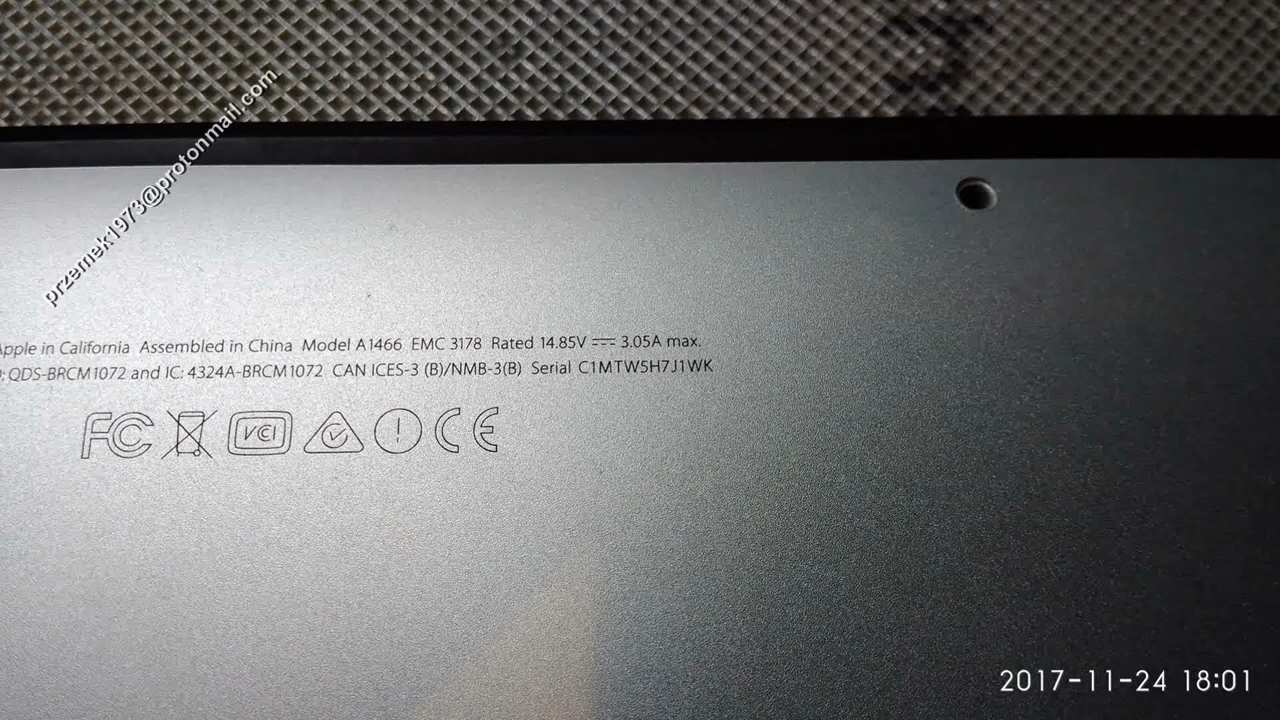 przemek1973@protonmail.com
Apple in California Assembled in China Model A1466 EMC 3178 Rated 14.85V ⎓ 3.05A max.
: QDS-BRCM1072 and IC: 4324A-BRCM1072 CAN ICES-3 (B)/NMB-3(B) Serial C1MTW5H7J1WK
FC VCCI CE
2017-11-24 18:01